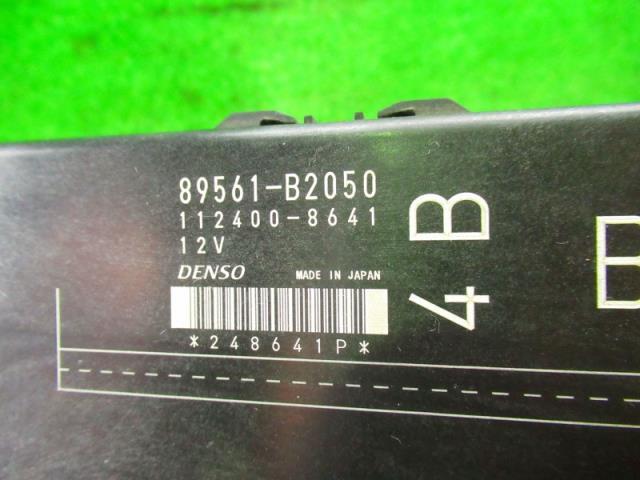 89561-B2050
112400-8641
12V
DENSO MADE IN JAPAN
*248641P*
4B